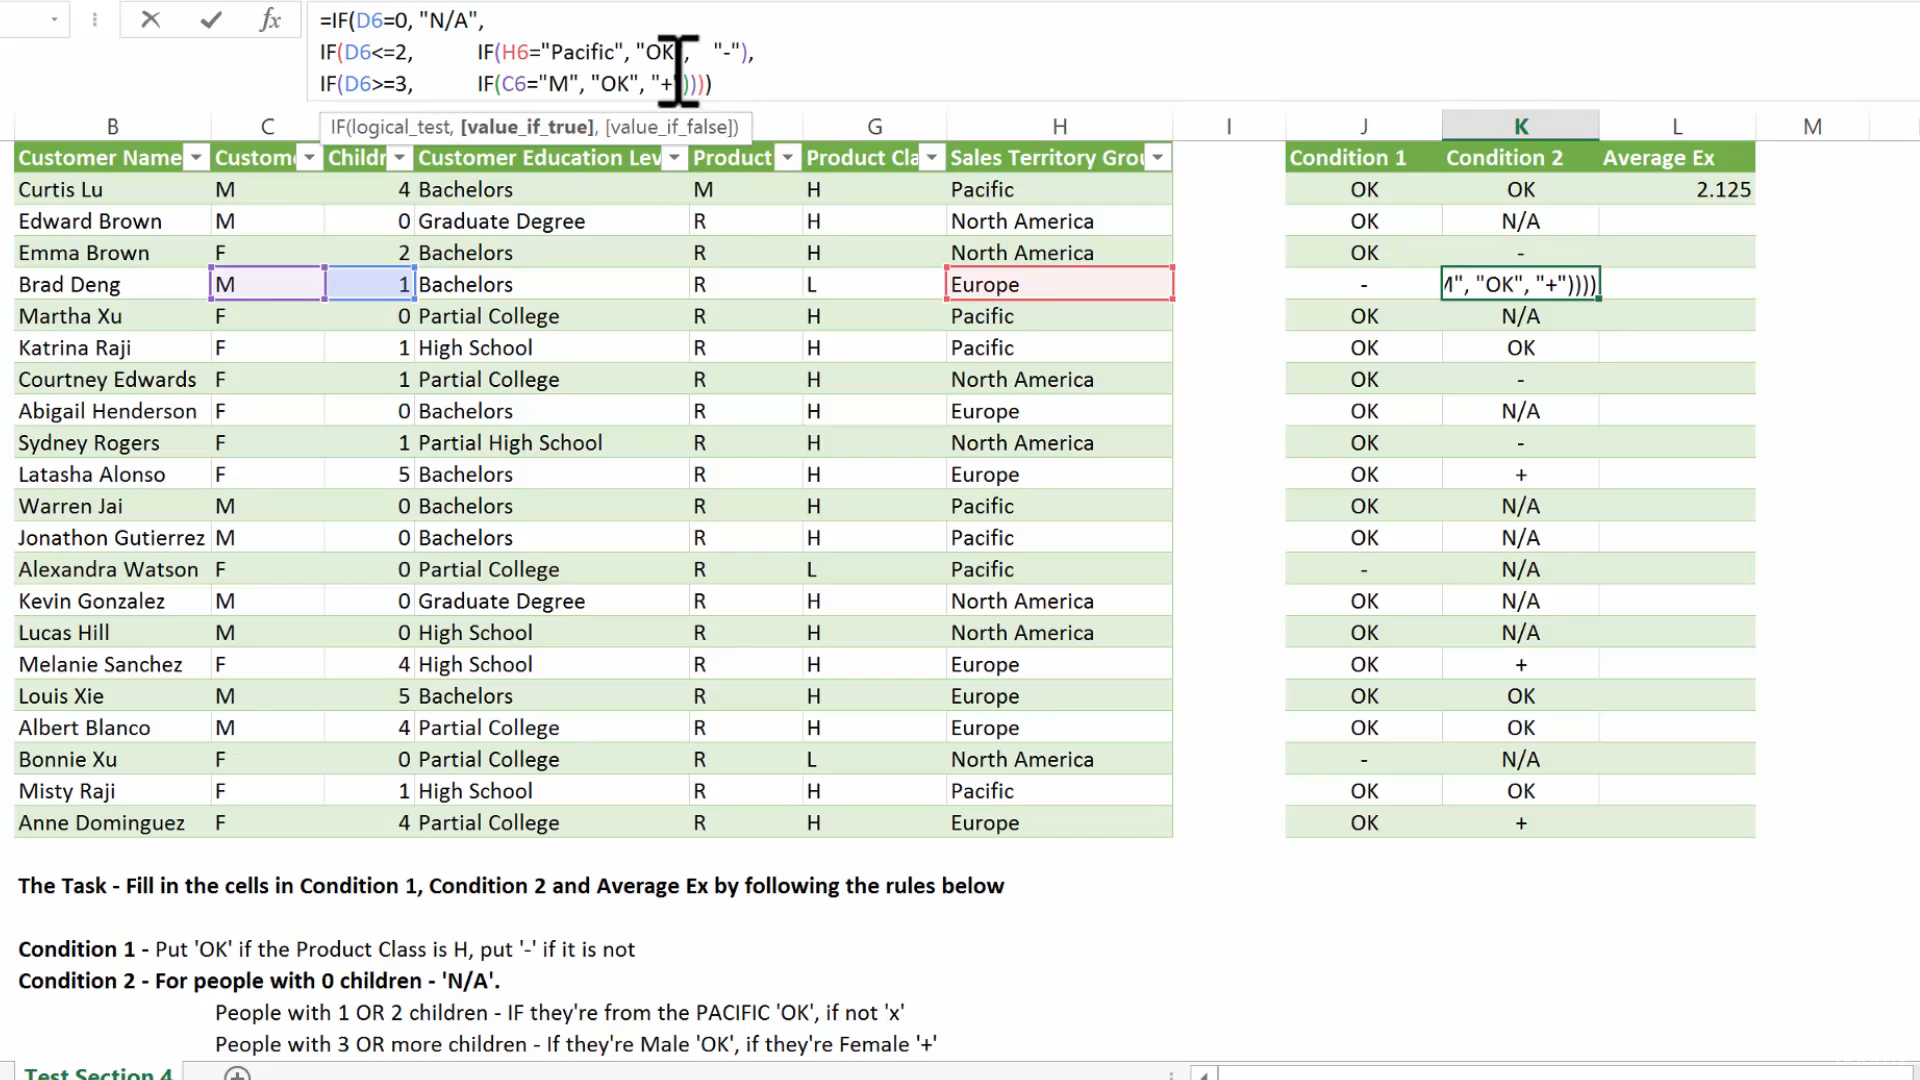 =IF(D6=0, "N/A",
IF(D6<=2, IF(H6="Pacific", "OK", "-"),
IF(D6>=3, IF(C6="M", "OK", "+"))))
IF(logical_test, [value_if_true], [value_if_false])
B C G H I J K L M
Customer Name Custome Childr Customer Education Lev Product Product Cla Sales Territory Grou Condition 1 Condition 2 Average Ex
Curtis Lu M 4 Bachelors M H Pacific OK OK 2.125
Edward Brown M 0 Graduate Degree R H North America OK N/A
Emma Brown F 2 Bachelors R H North America OK -
Brad Deng M 1 Bachelors R L Europe - M", "OK", "+"))))
Martha Xu F 0 Partial College R H Pacific OK N/A
Katrina Raji F 1 High School R H Pacific OK OK
Courtney Edwards F 1 Partial College R H North America OK -
Abigail Henderson F 0 Bachelors R H Europe OK N/A
Sydney Rogers F 1 Partial High School R H North America OK -
Latasha Alonso F 5 Bachelors R H Europe OK +
Warren Jai M 0 Bachelors R H Pacific OK N/A
Jonathon Gutierrez M 0 Bachelors R H Pacific OK N/A
Alexandra Watson F 0 Partial College R L Pacific - N/A
Kevin Gonzalez M 0 Graduate Degree R H North America OK N/A
Lucas Hill M 0 High School R H North America OK N/A
Melanie Sanchez F 4 High School R H Europe OK +
Louis Xie M 5 Bachelors R H Europe OK OK
Albert Blanco M 4 Partial College R H Europe OK OK
Bonnie Xu F 0 Partial College R L North America - N/A
Misty Raji F 1 High School R H Pacific OK OK
Anne Dominguez F 4 Partial College R H Europe OK +
The Task - Fill in the cells in Condition 1, Condition 2 and Average Ex by following the rules below
Condition 1 - Put 'OK' if the Product Class is H, put '-' if it is not
Condition 2 - For people with 0 children - 'N/A'.
People with 1 OR 2 children - IF they're from the PACIFIC 'OK', if not 'x'
People with 3 OR more children - If they're Male 'OK', if they're Female '+'
Test Section 4